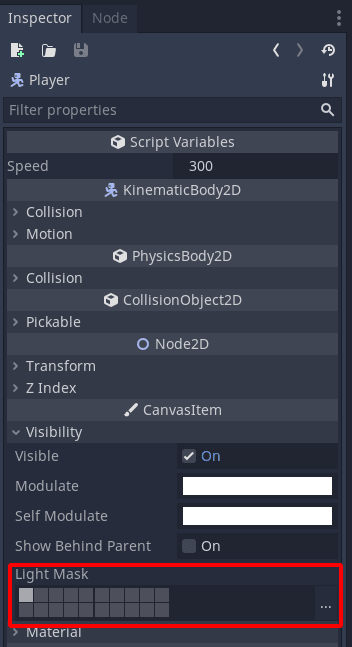 Inspector Node
Player
Filter properties
Script Variables
Speed 300
KinematicBody2D
Collision
Motion
PhysicsBody2D
Collision
CollisionObject2D
Pickable
Node2D
Transform
Z Index
CanvasItem
Visibility
Visible On
Modulate
Self Modulate
Show Behind Parent On
Light Mask
...
Material